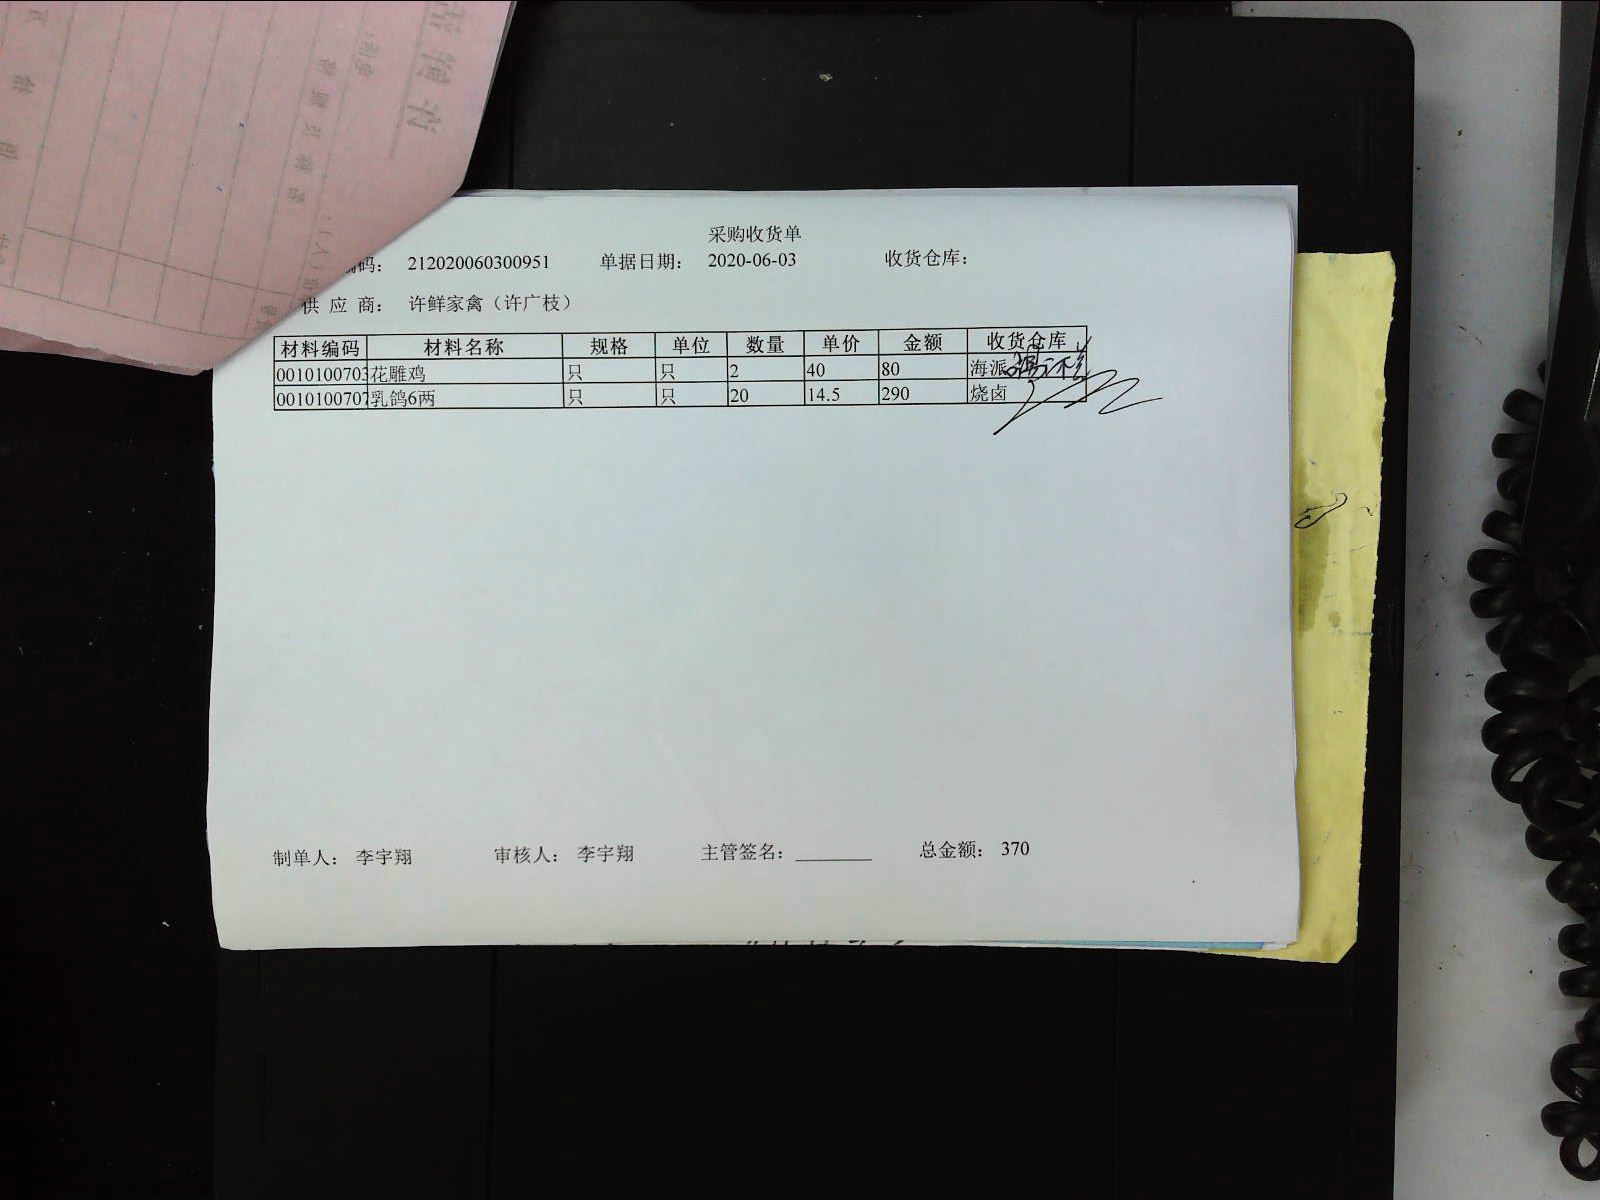 采购收货单
编码： 212020060300951 单据日期： 2020-06-03 收货仓库：
供 应 商： 许鲜家禽（许广枝）
材料编码 材料名称 规格 单位 数量 单价 金额 收货仓库
0010100703 花雕鸡 只 只 2 40 80 海派
0010100707 乳鸽6两 只 只 20 14.5 290 烧卤
制单人： 李宇翔 审核人： 李宇翔 主管签名： ________ 总金额： 370